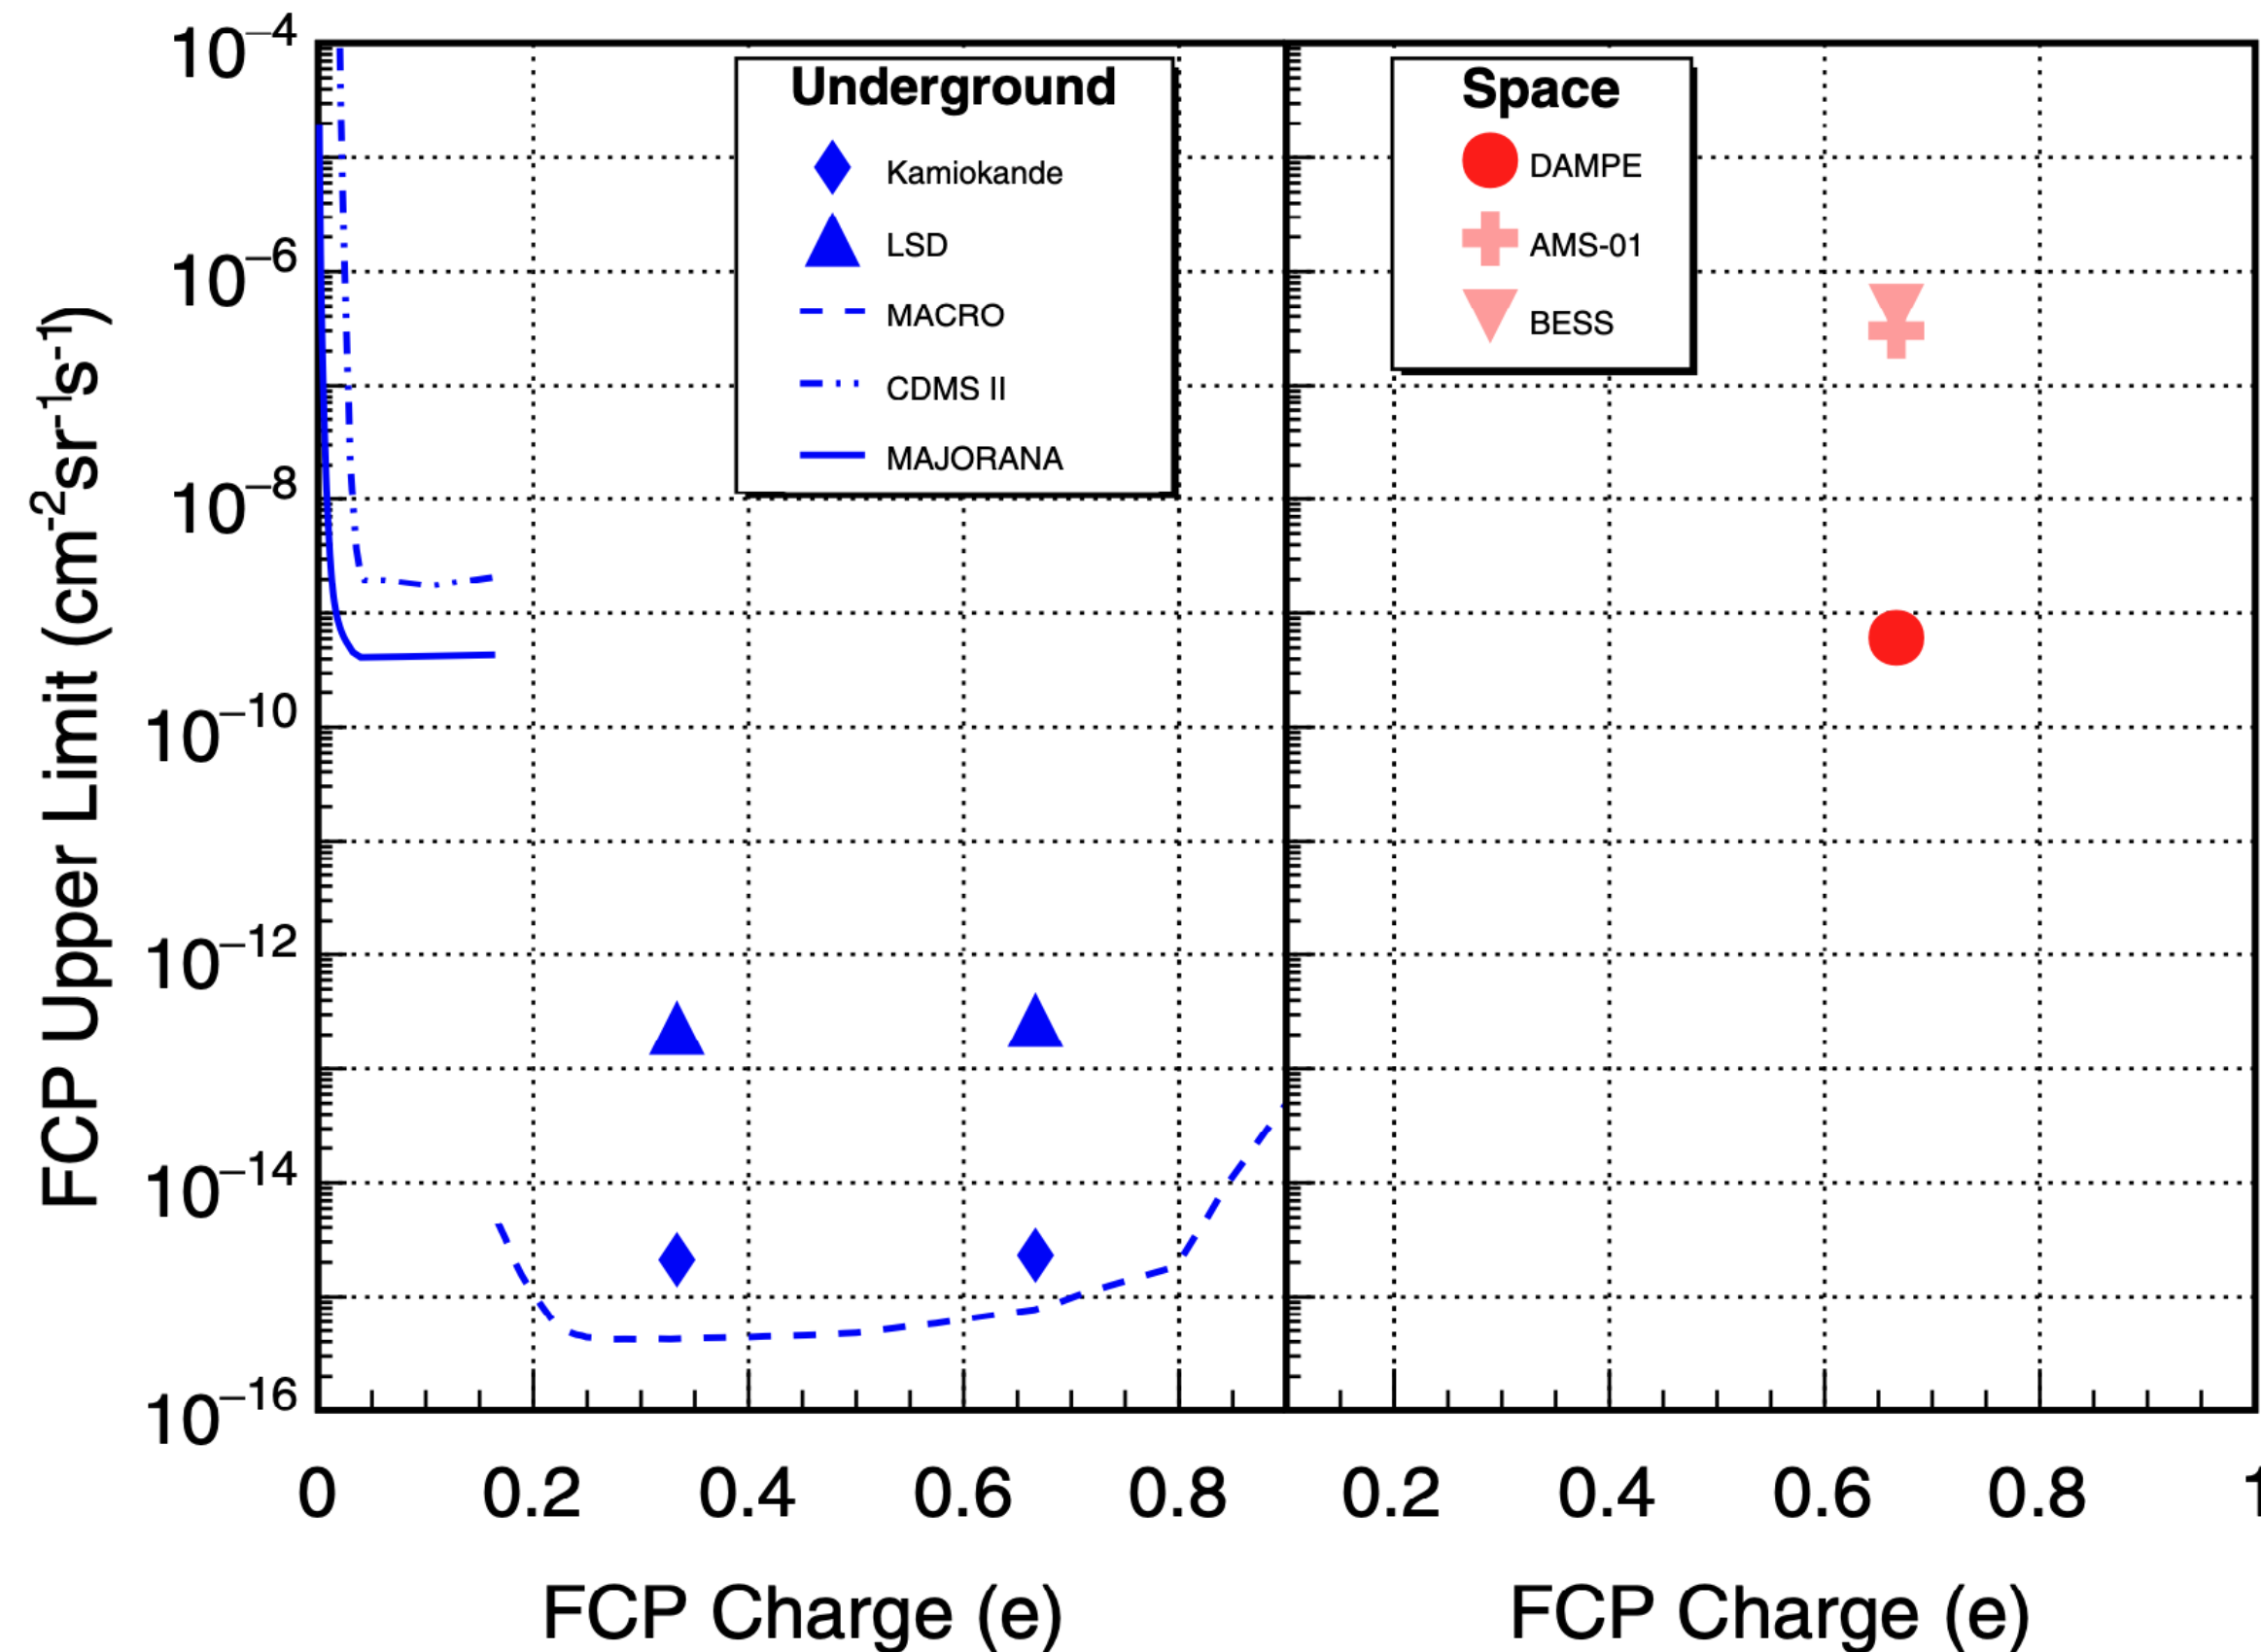 FCP Upper Limit (cm⁻²sr⁻¹s⁻¹)
10⁻⁴
10⁻⁶
10⁻⁸
10⁻¹⁰
10⁻¹²
10⁻¹⁴
10⁻¹⁶
Underground
Kamiokande
LSD
MACRO
CDMS II
MAJORANA
Space
DAMPE
AMS-01
BESS
0 0.2 0.4 0.6 0.8 0.2 0.4 0.6 0.8 1
FCP Charge (e) FCP Charge (e)